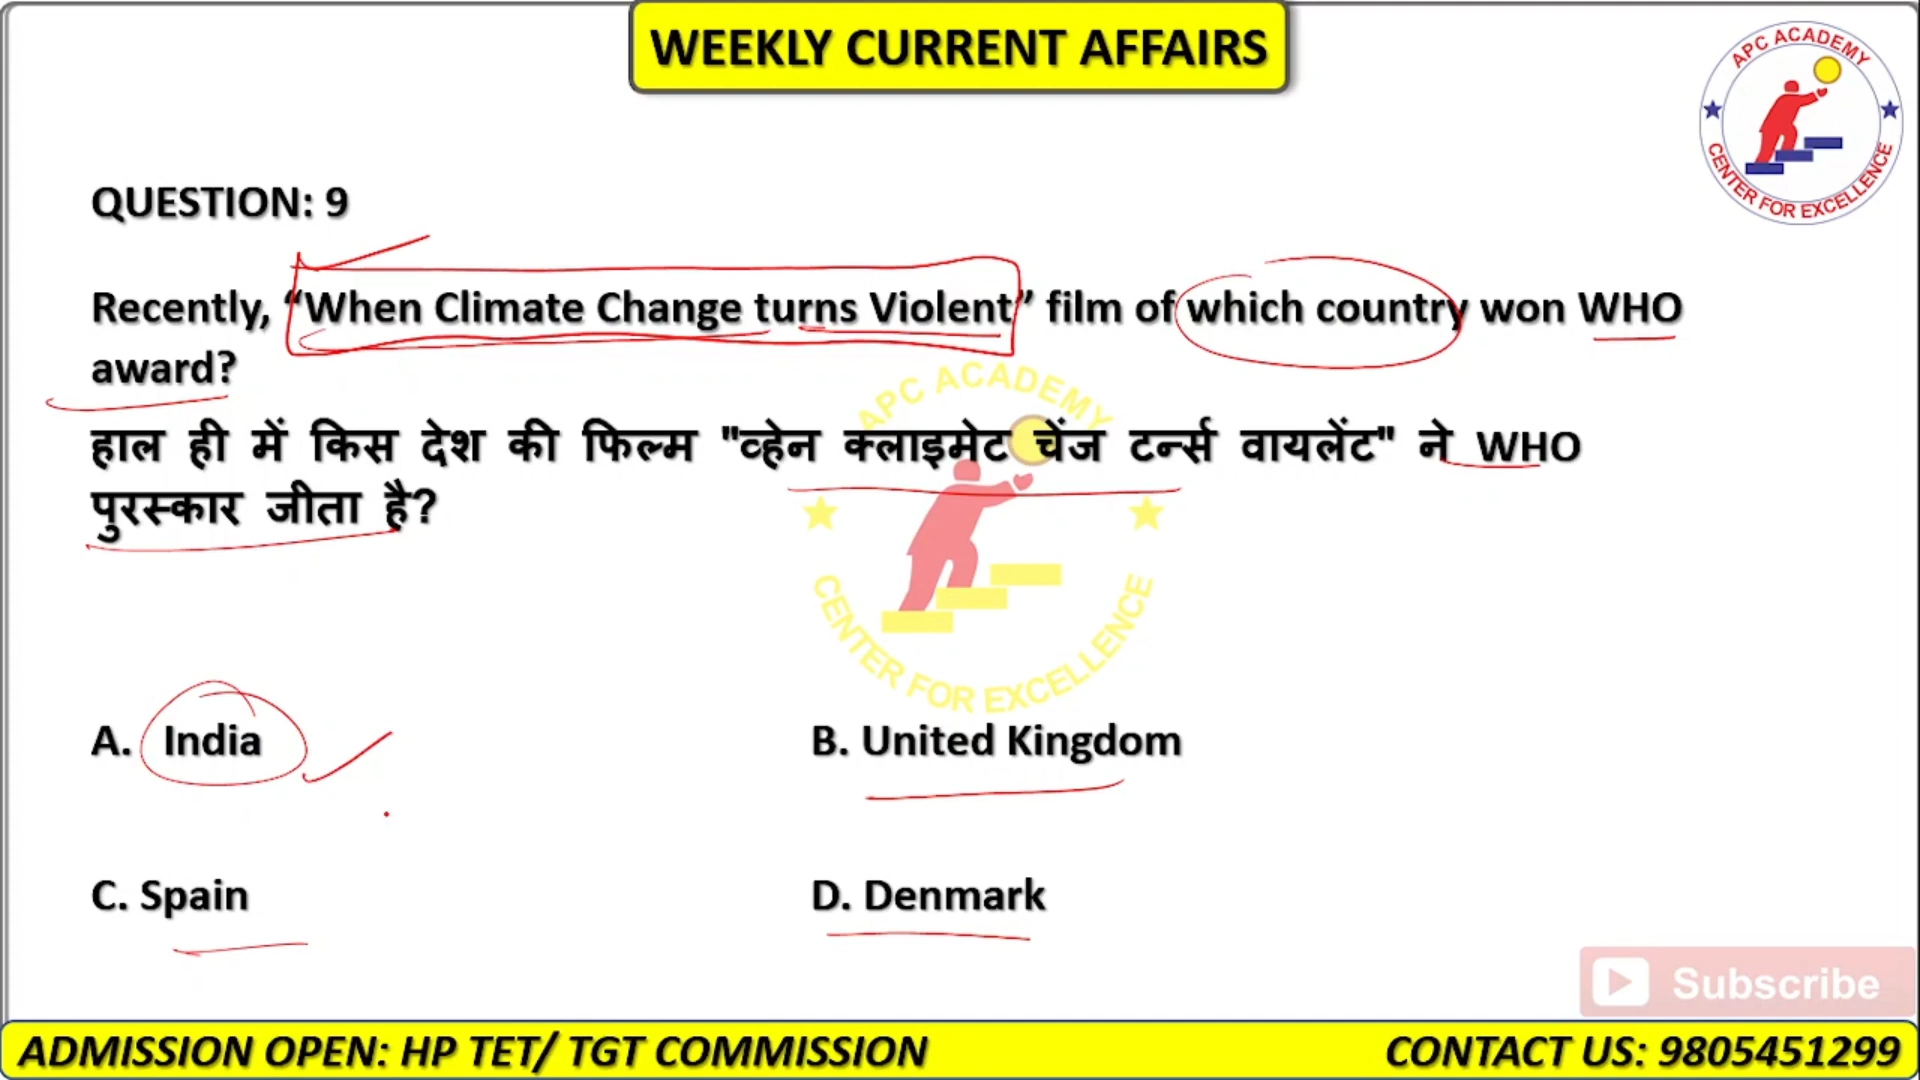 WEEKLY CURRENT AFFAIRS
APC ACADEMY
CENTER FOR EXCELLENCE
QUESTION: 9
Recently, “When Climate Change turns Violent” film of which country won WHO
award?
हाल ही में किस देश की फिल्म "व्हेन क्लाइमेट चेंज टर्न्स वायलेंट" ने WHO
पुरस्कार जीता है?
APC ACADEMY
CENTER FOR EXCELLENCE
A. India
B. United Kingdom
C. Spain
D. Denmark
Subscribe
ADMISSION OPEN: HP TET/ TGT COMMISSION
CONTACT US: 9805451299